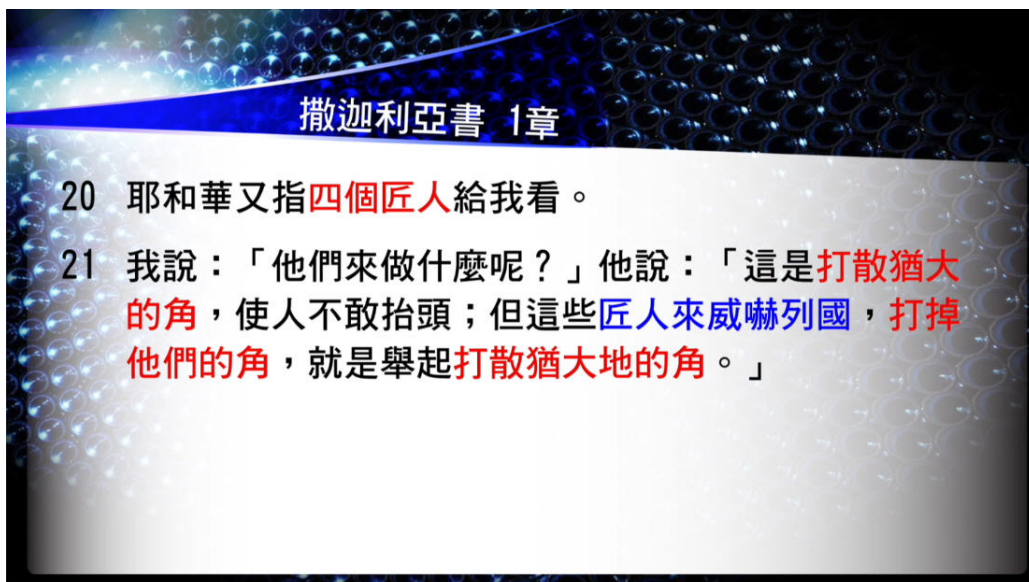 撒迦利亞書 1章
20 耶和華又指四個匠人給我看。
21 我說：「他們來做什麼呢？」他說：「這是打散猶大
的角，使人不敢抬頭；但這些匠人來威嚇列國，打掉
他們的角，就是舉起打散猶大地的角。」